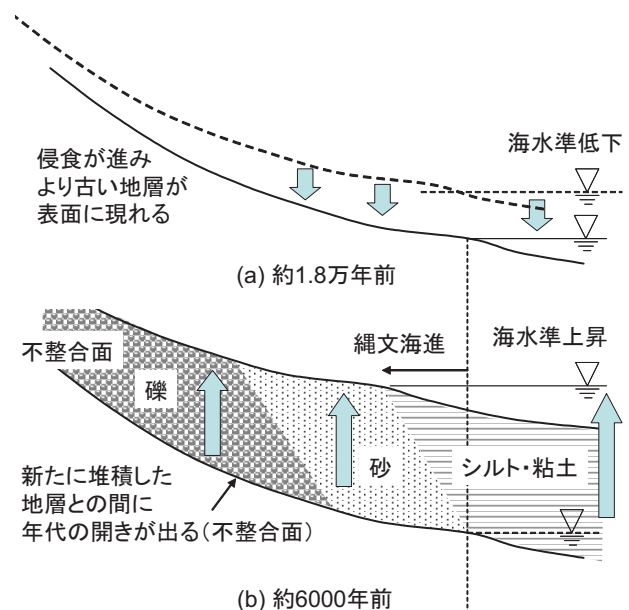 侵食が進み
より古い地層が
表面に現れる
海水準低下
(a) 約1.8万年前
不整合面
礫
縄文海進
海水準上昇
砂
シルト・粘土
新たに堆積した
地層との間に
年代の開きが出る(不整合面)
(b) 約6000年前